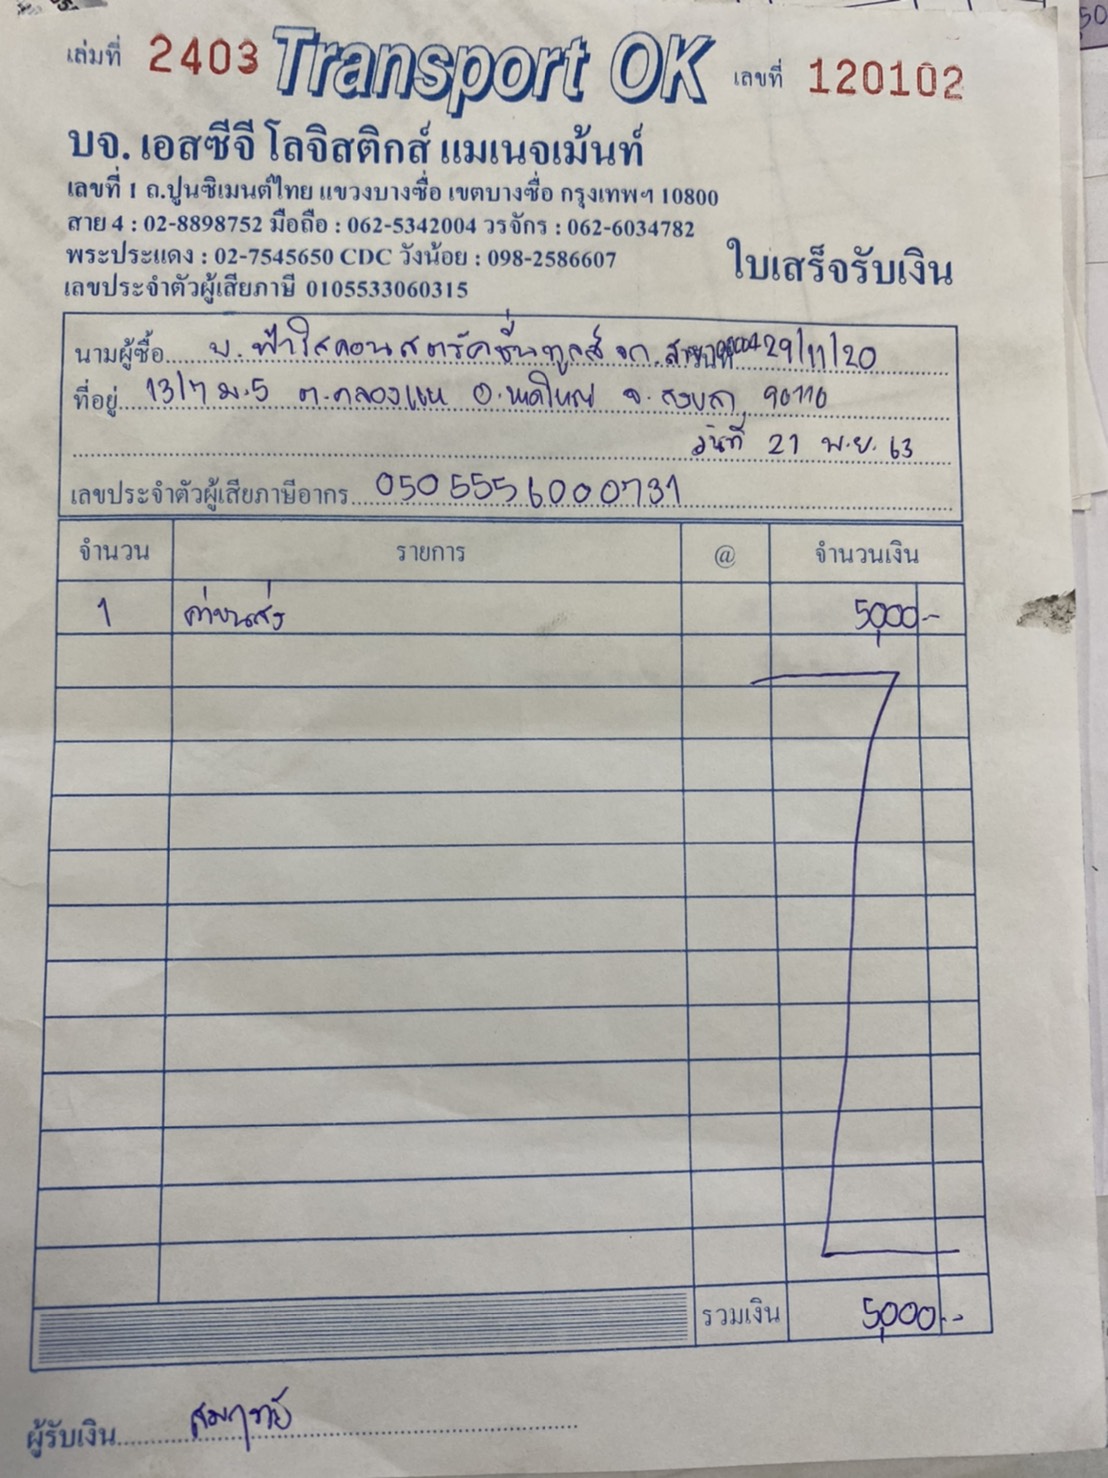 เล่มที่ 2403 Transport OK เลขที่ 120102
บจ. เอสซีจี โลจิสติกส์ แมเนจเม้นท์
เลขที่ 1 ถ.ปูนซิเมนต์ไทย แขวงบางซื่อ เขตบางซื่อ กรุงเทพฯ 10800
สาย 4 : 02-8898752 มือถือ : 062-5342004 วรจักร : 062-6034782
พระประแดง : 02-7545650 CDC วังน้อย : 098-2586607
ใบเสร็จรับเงิน
เลขประจำตัวผู้เสียภาษี 0105533060315
นามผู้ซื้อ บ. ฟ้าใสคอนสตรัคชั่นทูลส์ จก. 29/11/20
ที่อยู่ 13/7 ม.5 ต.คลองแห อ.หาดใหญ่ จ.สงขลา 90110
วันที่ 21 พ.ย. 63
เลขประจำตัวผู้เสียภาษีอากร 0505556000731
จำนวน รายการ @ จำนวนเงิน
1 ค่าขนส่ง 5,000.-
รวมเงิน 5,000.-
ผู้รับเงิน